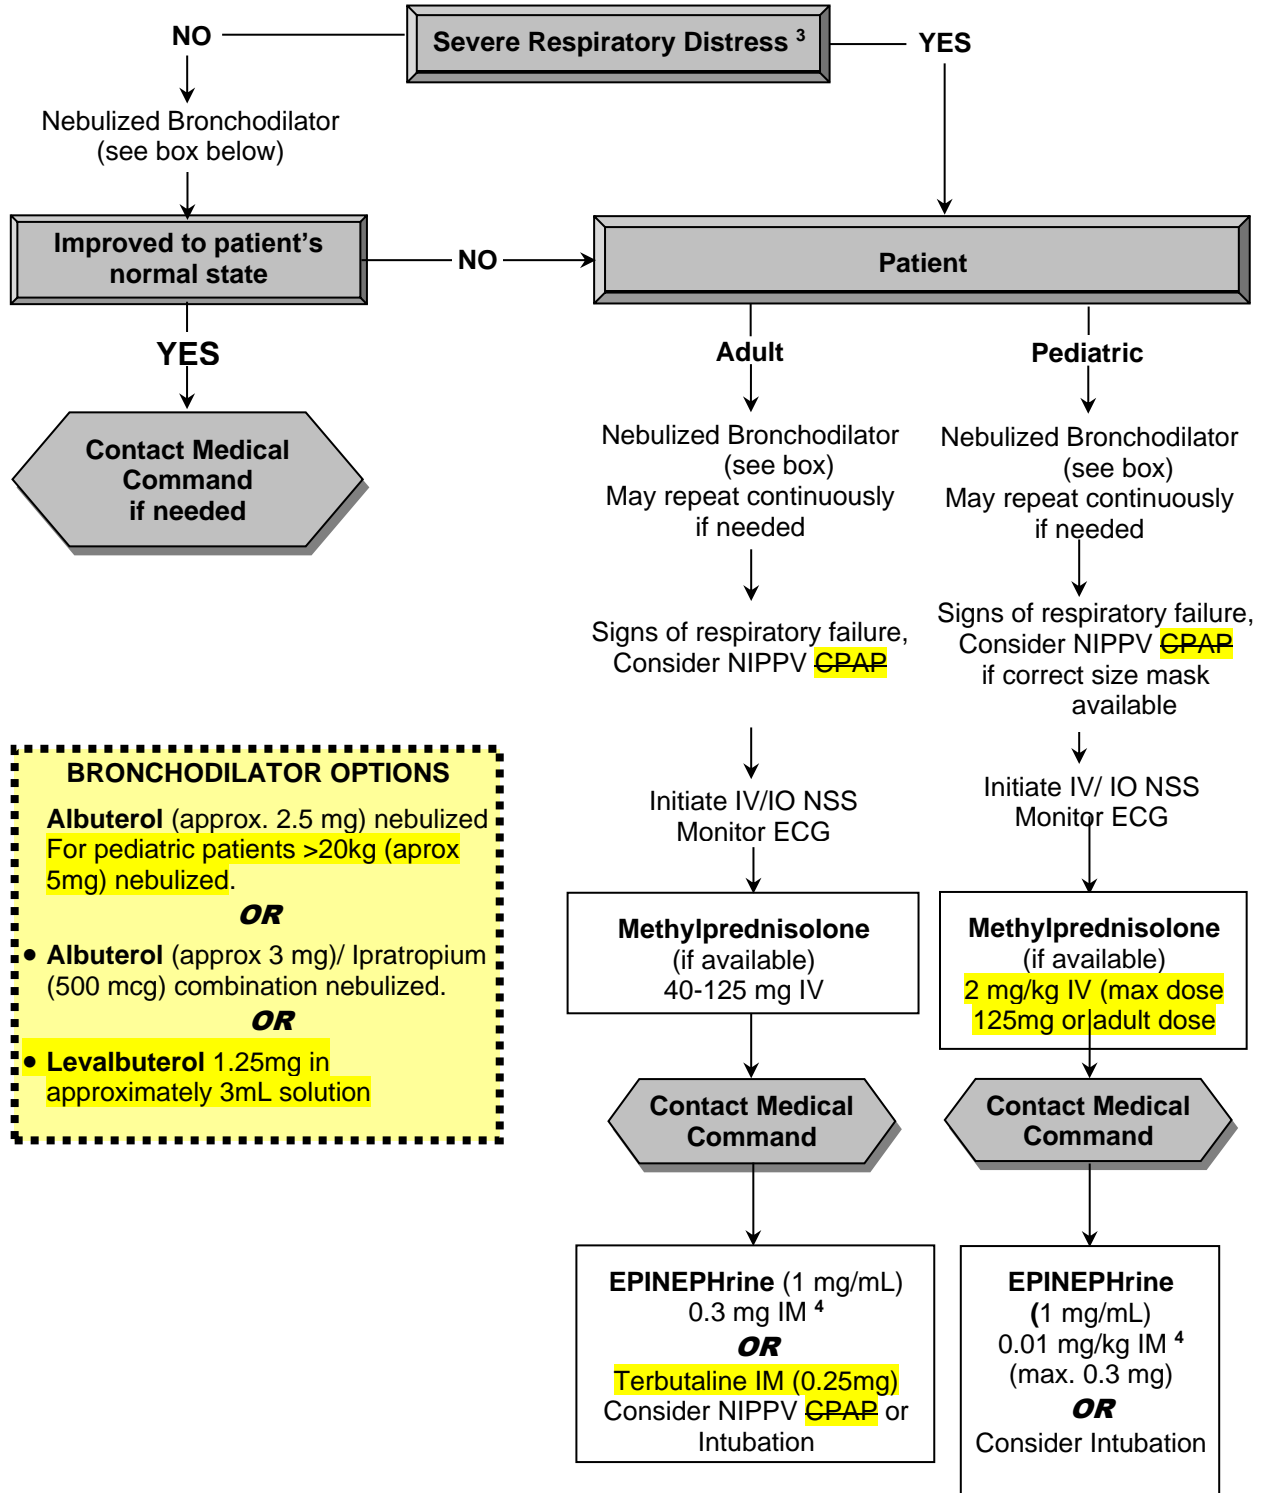 Severe Respiratory Distress ³
NO
YES
Nebulized Bronchodilator
(see box below)
Improved to patient's
normal state
NO
YES
Contact Medical
Command
if needed
Patient
Adult
Nebulized Bronchodilator
(see box)
May repeat continuously
if needed
Signs of respiratory failure,
Consider NIPPV CPAP
Initiate IV/IO NSS
Monitor ECG
Methylprednisolone
(if available)
40-125 mg IV
Contact Medical
Command
EPINEPHrine (1 mg/mL)
0.3 mg IM ⁴
OR
Terbutaline IM (0.25mg)
Consider NIPPV CPAP or
Intubation
Pediatric
Nebulized Bronchodilator
(see box)
May repeat continuously
if needed
Signs of respiratory failure,
Consider NIPPV CPAP
if correct size mask
available
Initiate IV/ IO NSS
Monitor ECG
Methylprednisolone
(if available)
2 mg/kg IV (max dose
125mg or adult dose
Contact Medical
Command
EPINEPHrine
(1 mg/mL)
0.01 mg/kg IM ⁴
(max. 0.3 mg)
OR
Consider Intubation
BRONCHODILATOR OPTIONS
Albuterol (approx. 2.5 mg) nebulized
For pediatric patients >20kg (aprox
5mg) nebulized.
OR
• Albuterol (approx 3 mg)/ Ipratropium
(500 mcg) combination nebulized.
OR
• Levalbuterol 1.25mg in
approximately 3mL solution